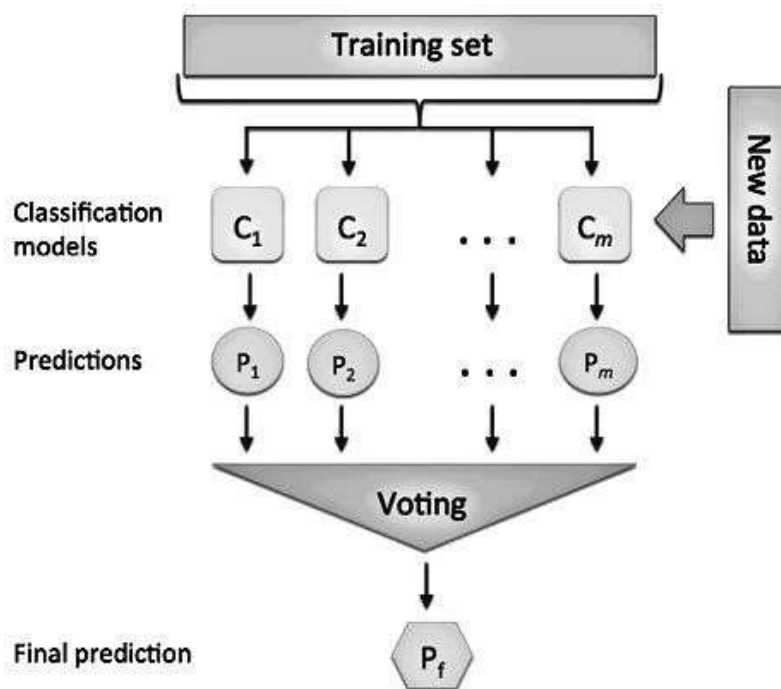 Training set
New data
Classification
models
C1 C2 . . . Cm
Predictions
P1 P2 . . . Pm
Voting
Final prediction
Pf